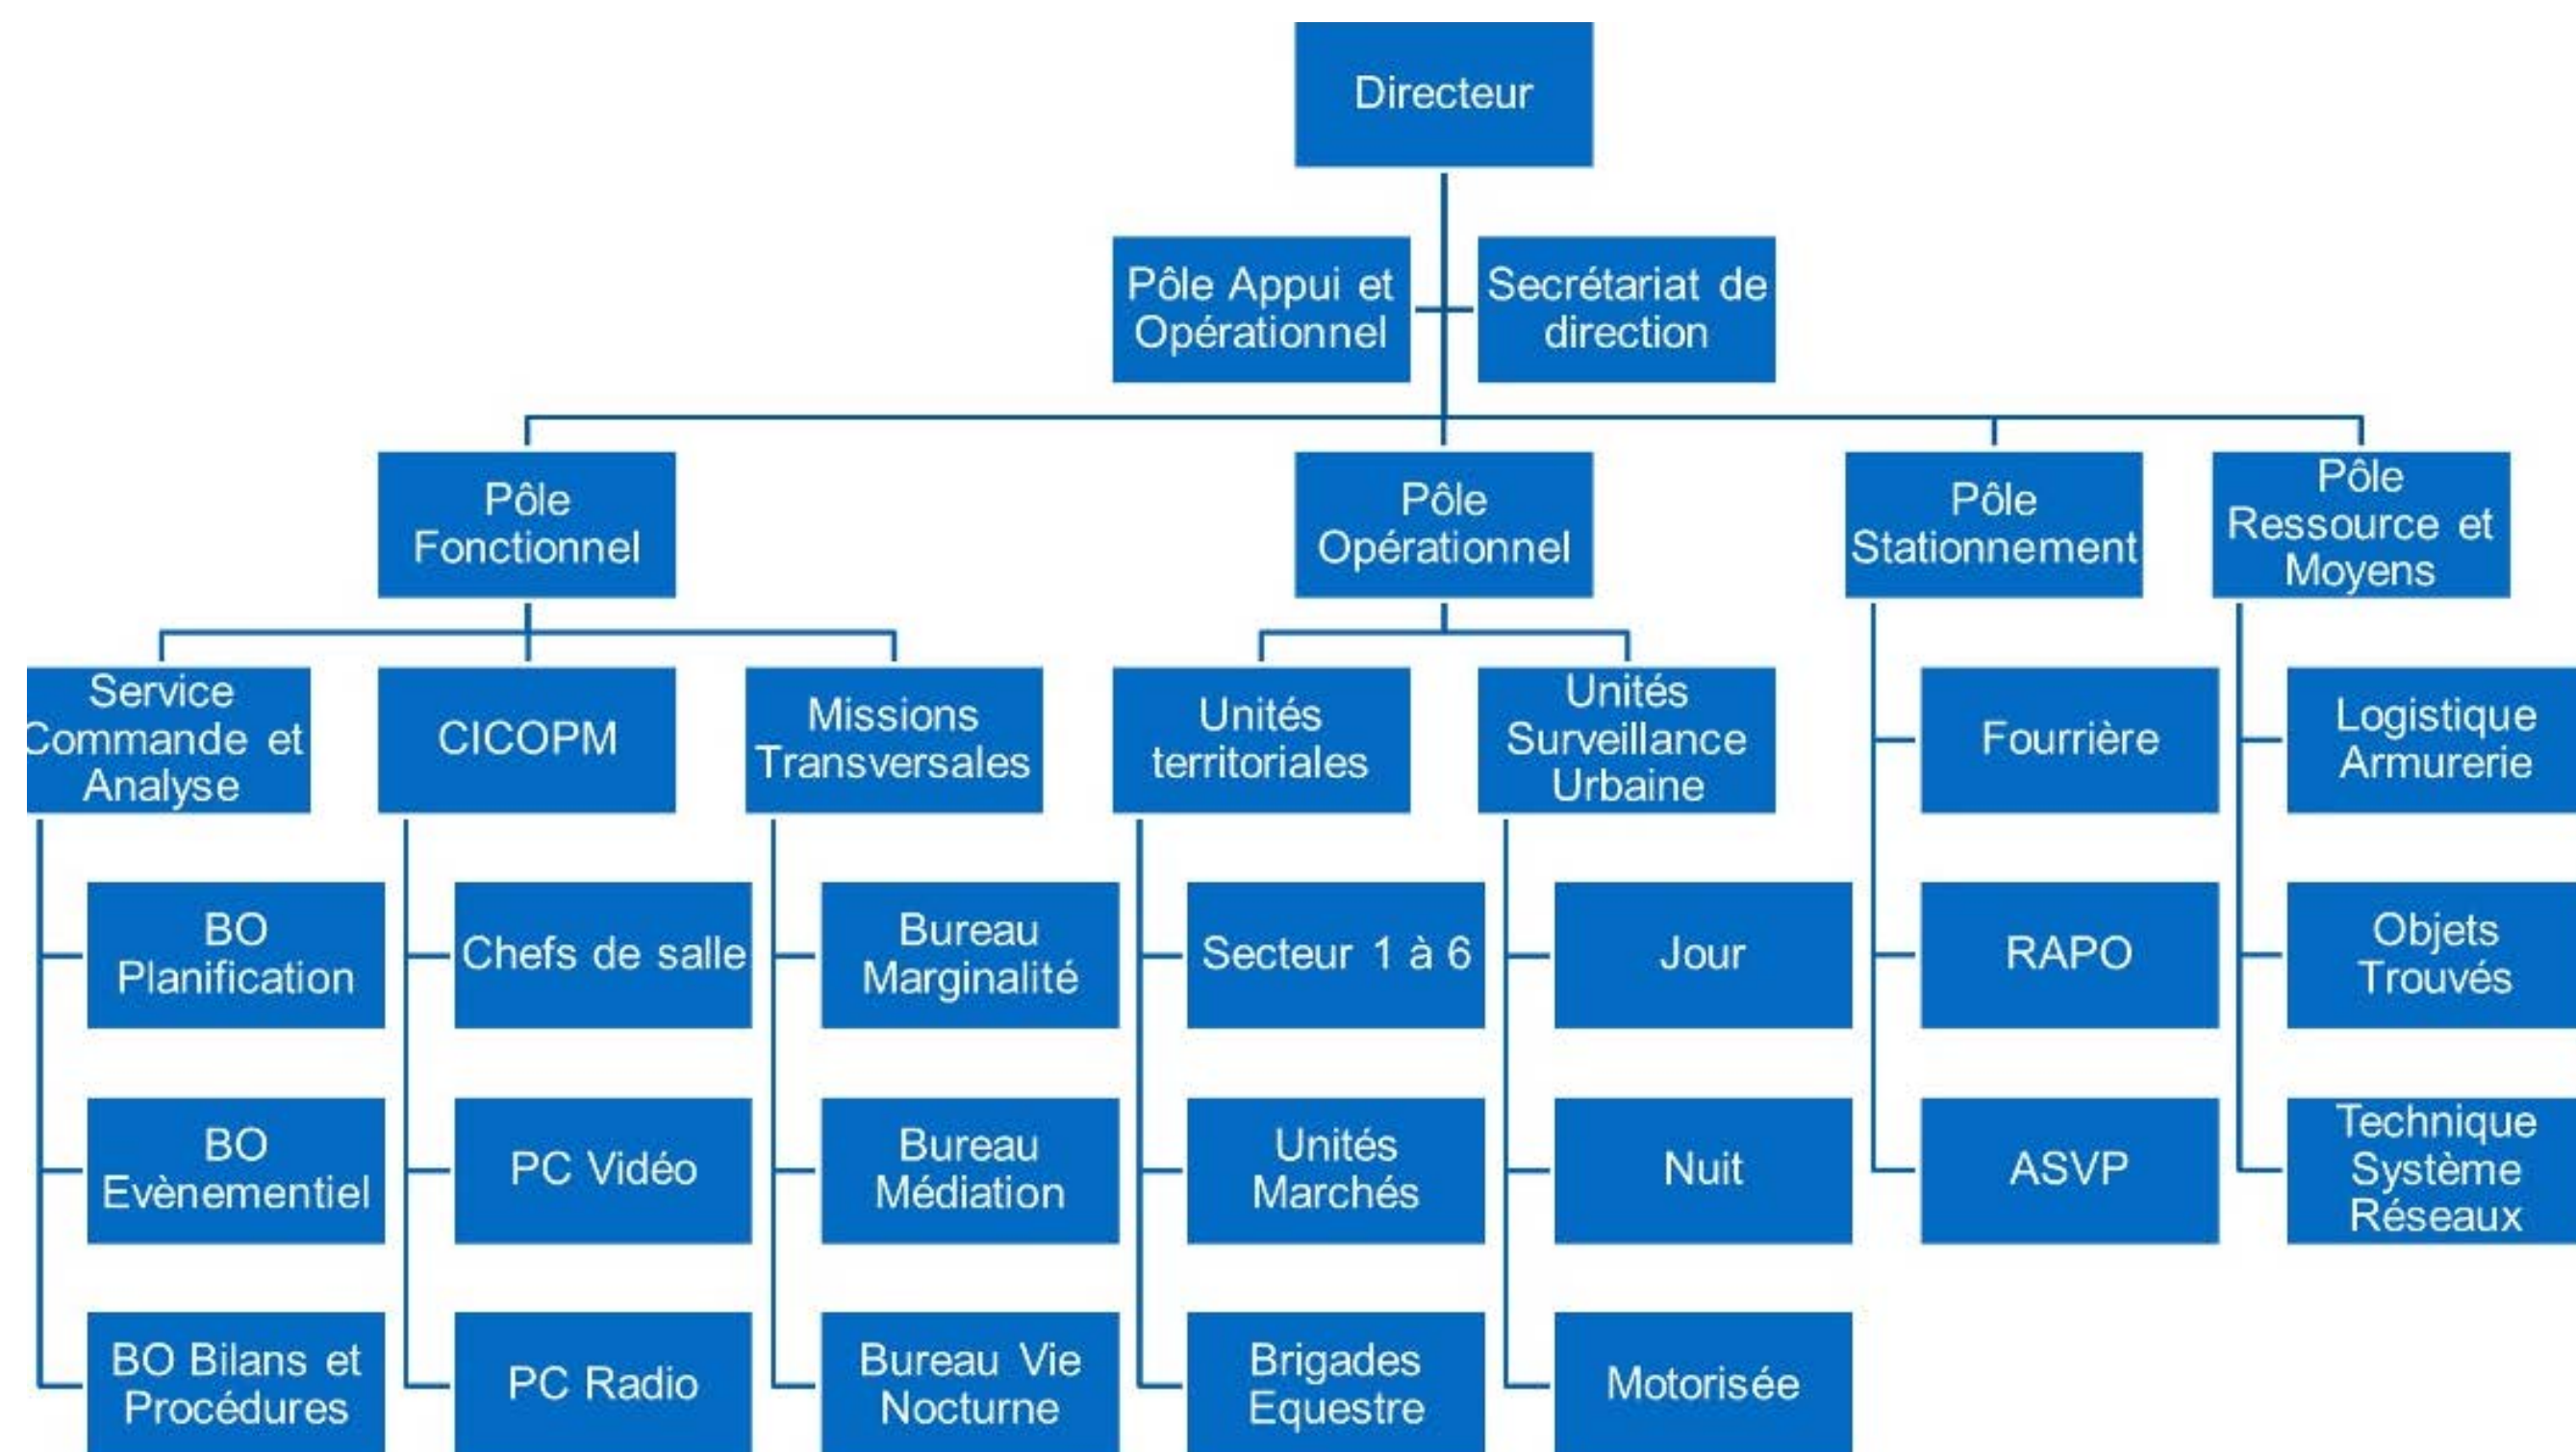 Directeur
Pôle Appui et
Opérationnel
Secrétariat de
direction
Pôle
Fonctionnel
Pôle
Opérationnel
Pôle
Stationnement
Pôle
Ressource et
Moyens
Service
Commande et
Analyse
CICOPM
Missions
Transversales
Unités
territoriales
Unités
Surveillance
Urbaine
Fourrière
Logistique
Armurerie
BO
Planification
Chefs de salle
Bureau
Marginalité
Secteur 1 à 6
Jour
RAPO
Objets
Trouvés
BO
Evènementiel
PC Vidéo
Bureau
Médiation
Unités
Marchés
Nuit
ASVP
Technique
Système
Réseaux
BO Bilans et
Procédures
PC Radio
Bureau Vie
Nocturne
Brigades
Equestre
Motorisée